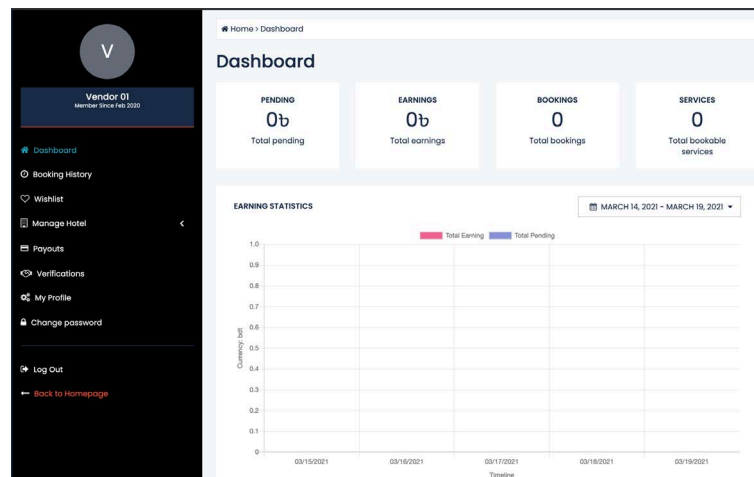 V
Vendor 01
Member Since Feb 2020
Dashboard
Booking History
Wishlist
Manage Hotel
Payouts
Verifications
My Profile
Change password
Log Out
Back to Homepage
Home > Dashboard
Dashboard
PENDING
0৳
Total pending
EARNINGS
0৳
Total earnings
BOOKINGS
0
Total bookings
SERVICES
0
Total bookable
services
EARNING STATISTICS
MARCH 14, 2021 - MARCH 19, 2021
Total Earning
Total Pending
Currency: bdt
1.0
0.9
0.8
0.7
0.6
0.5
0.4
0.3
0.2
0.1
0
03/15/2021
03/16/2021
03/17/2021
03/18/2021
03/19/2021
Timeline